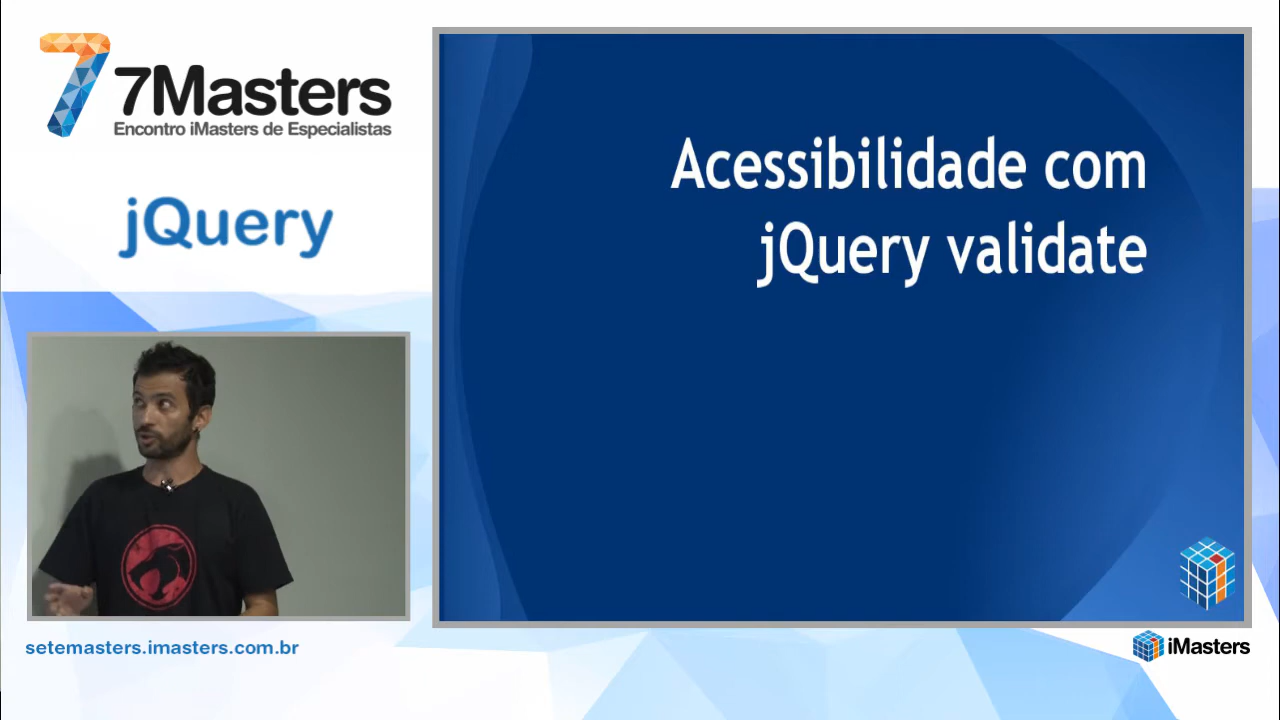 7Masters
Encontro iMasters de Especialistas
jQuery
Acessibilidade com
jQuery validate
setemasters.imasters.com.br
iMasters